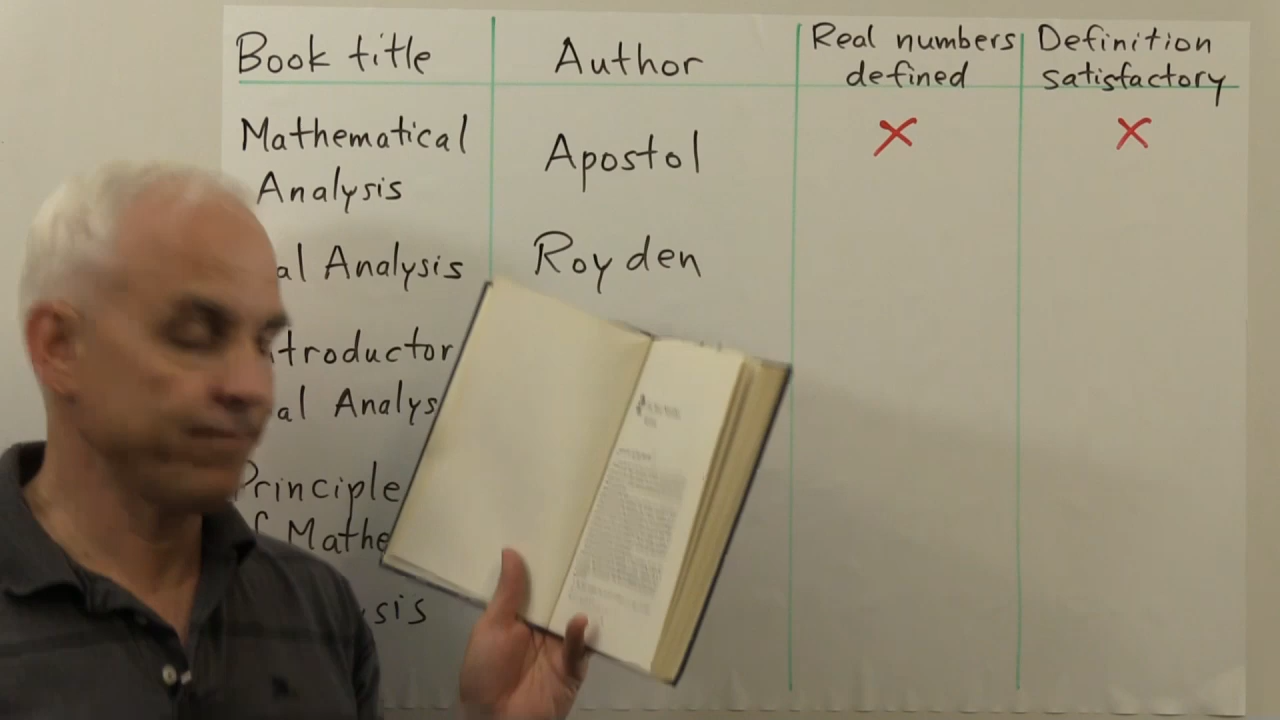 Book title
Author
Real numbers
defined
Definition
satisfactory
Mathematical
Analysis
Apostol
al Analysis
Royden
troductor
al Analys
Principle
f Mathe
sis